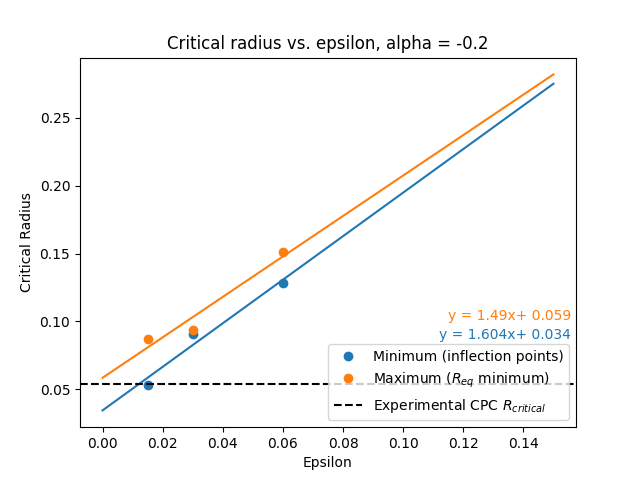 Critical radius vs. epsilon, alpha = -0.2
Critical Radius
0.25
0.20
0.15
0.10
0.05
y = 1.49x+ 0.059
y = 1.604x+ 0.034
Minimum (inflection points)
Maximum (R_eq minimum)
Experimental CPC R_critical
0.00 0.02 0.04 0.06 0.08 0.10 0.12 0.14
Epsilon